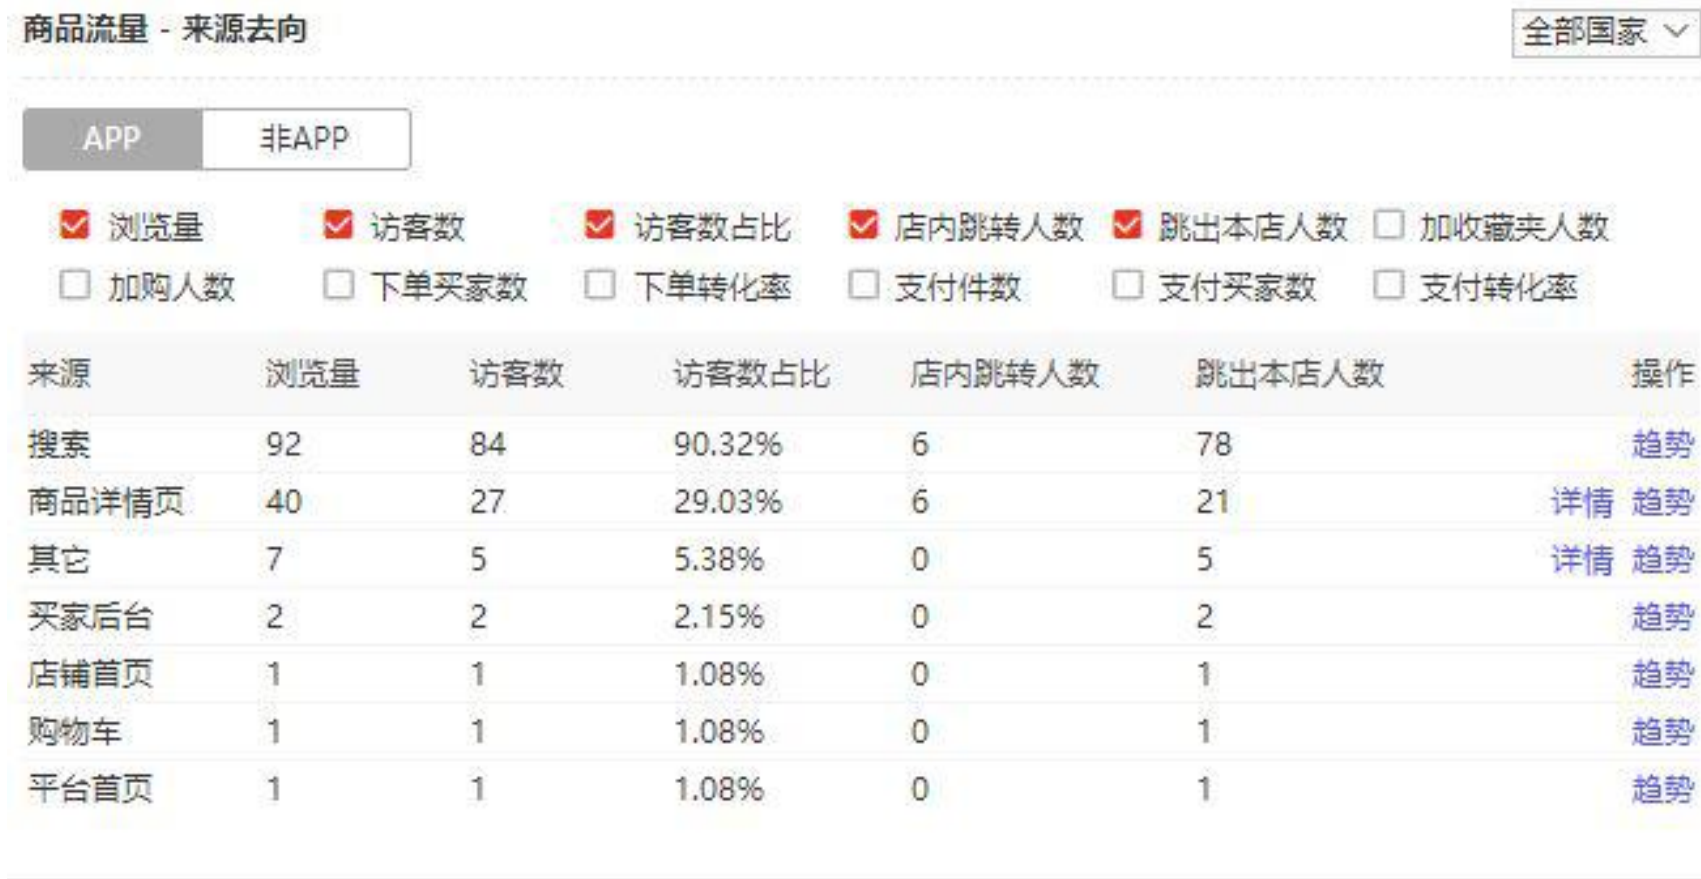 商品流量 - 来源去向 全部国家
APP 非APP
浏览量 访客数 访客数占比 店内跳转人数 跳出本店人数 加收藏夹人数
加购人数 下单买家数 下单转化率 支付件数 支付买家数 支付转化率
来源 浏览量 访客数 访客数占比 店内跳转人数 跳出本店人数 操作
搜索 92 84 90.32% 6 78 趋势
商品详情页 40 27 29.03% 6 21 详情 趋势
其它 7 5 5.38% 0 5 详情 趋势
买家后台 2 2 2.15% 0 2 趋势
店铺首页 1 1 1.08% 0 1 趋势
购物车 1 1 1.08% 0 1 趋势
平台首页 1 1 1.08% 0 1 趋势